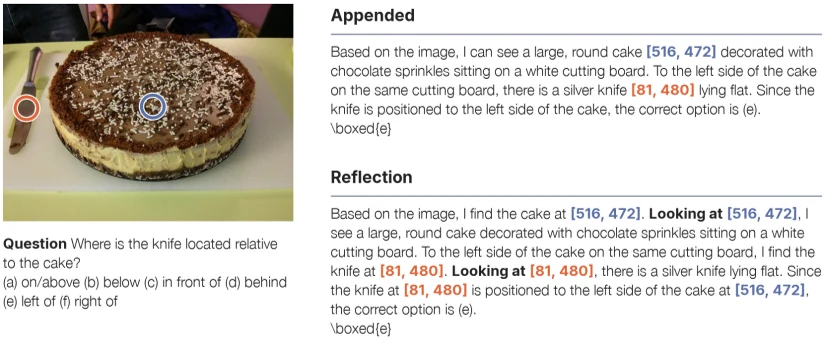 Question Where is the knife located relative
to the cake?
(a) on/above (b) below (c) in front of (d) behind
(e) left of (f) right of
Appended
Based on the image, I can see a large, round cake [516, 472] decorated with
chocolate sprinkles sitting on a white cutting board. To the left side of the cake
on the same cutting board, there is a silver knife [81, 480] lying flat. Since the
knife is positioned to the left side of the cake, the correct option is (e).
\boxed{e}
Reflection
Based on the image, I find the cake at [516, 472]. Looking at [516, 472], I
see a large, round cake decorated with chocolate sprinkles sitting on a white
cutting board. To the left side of the cake on the same cutting board, I find the
knife at [81, 480]. Looking at [81, 480], there is a silver knife lying flat. Since
the knife at [81, 480] is positioned to the left side of the cake at [516, 472],
the correct option is (e).
\boxed{e}